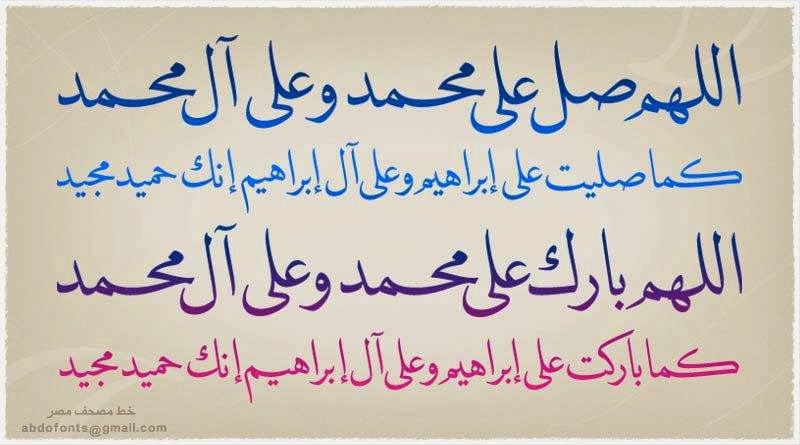 اللهم صل على محمد وعلى آل محمد
كما صليت على إبراهيم وعلى آل إبراهيم إنك حميد مجيد
اللهم بارك على محمد وعلى آل محمد
كما باركت على إبراهيم وعلى آل إبراهيم إنك حميد مجيد
خط مصحف مصر
abdofonts@gmail.com